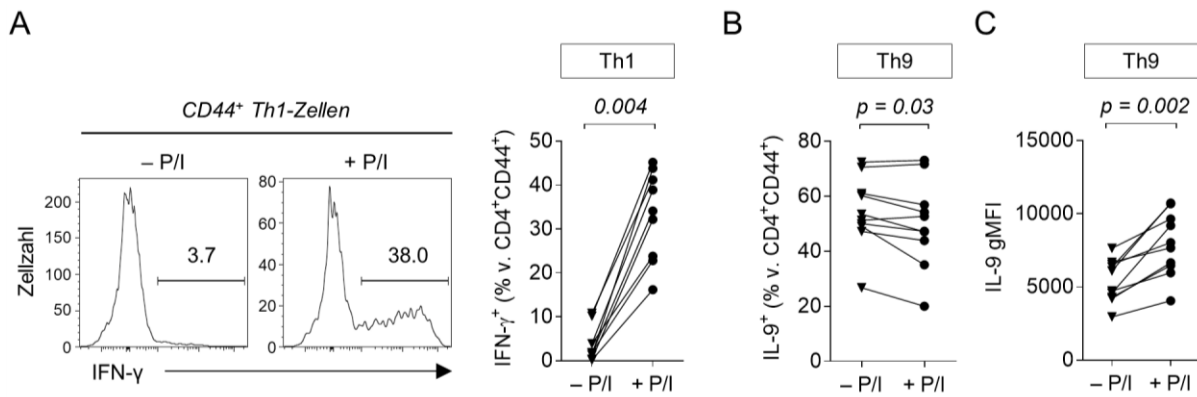 A
CD44⁺ Th1-Zellen
– P/I
+ P/I
Zellzahl
200
150
100
50
0
3.7
80
60
40
20
0
38.0
IFN-γ
Th1
0.004
IFN-γ⁺ (% v. CD4⁺CD44⁺)
50
40
30
20
10
0
– P/I + P/I
B
Th9
p = 0.03
IL-9⁺ (% v. CD4⁺CD44⁺)
80
60
40
20
0
– P/I + P/I
C
Th9
p = 0.002
IL-9 gMFI
15000
10000
5000
0
– P/I + P/I